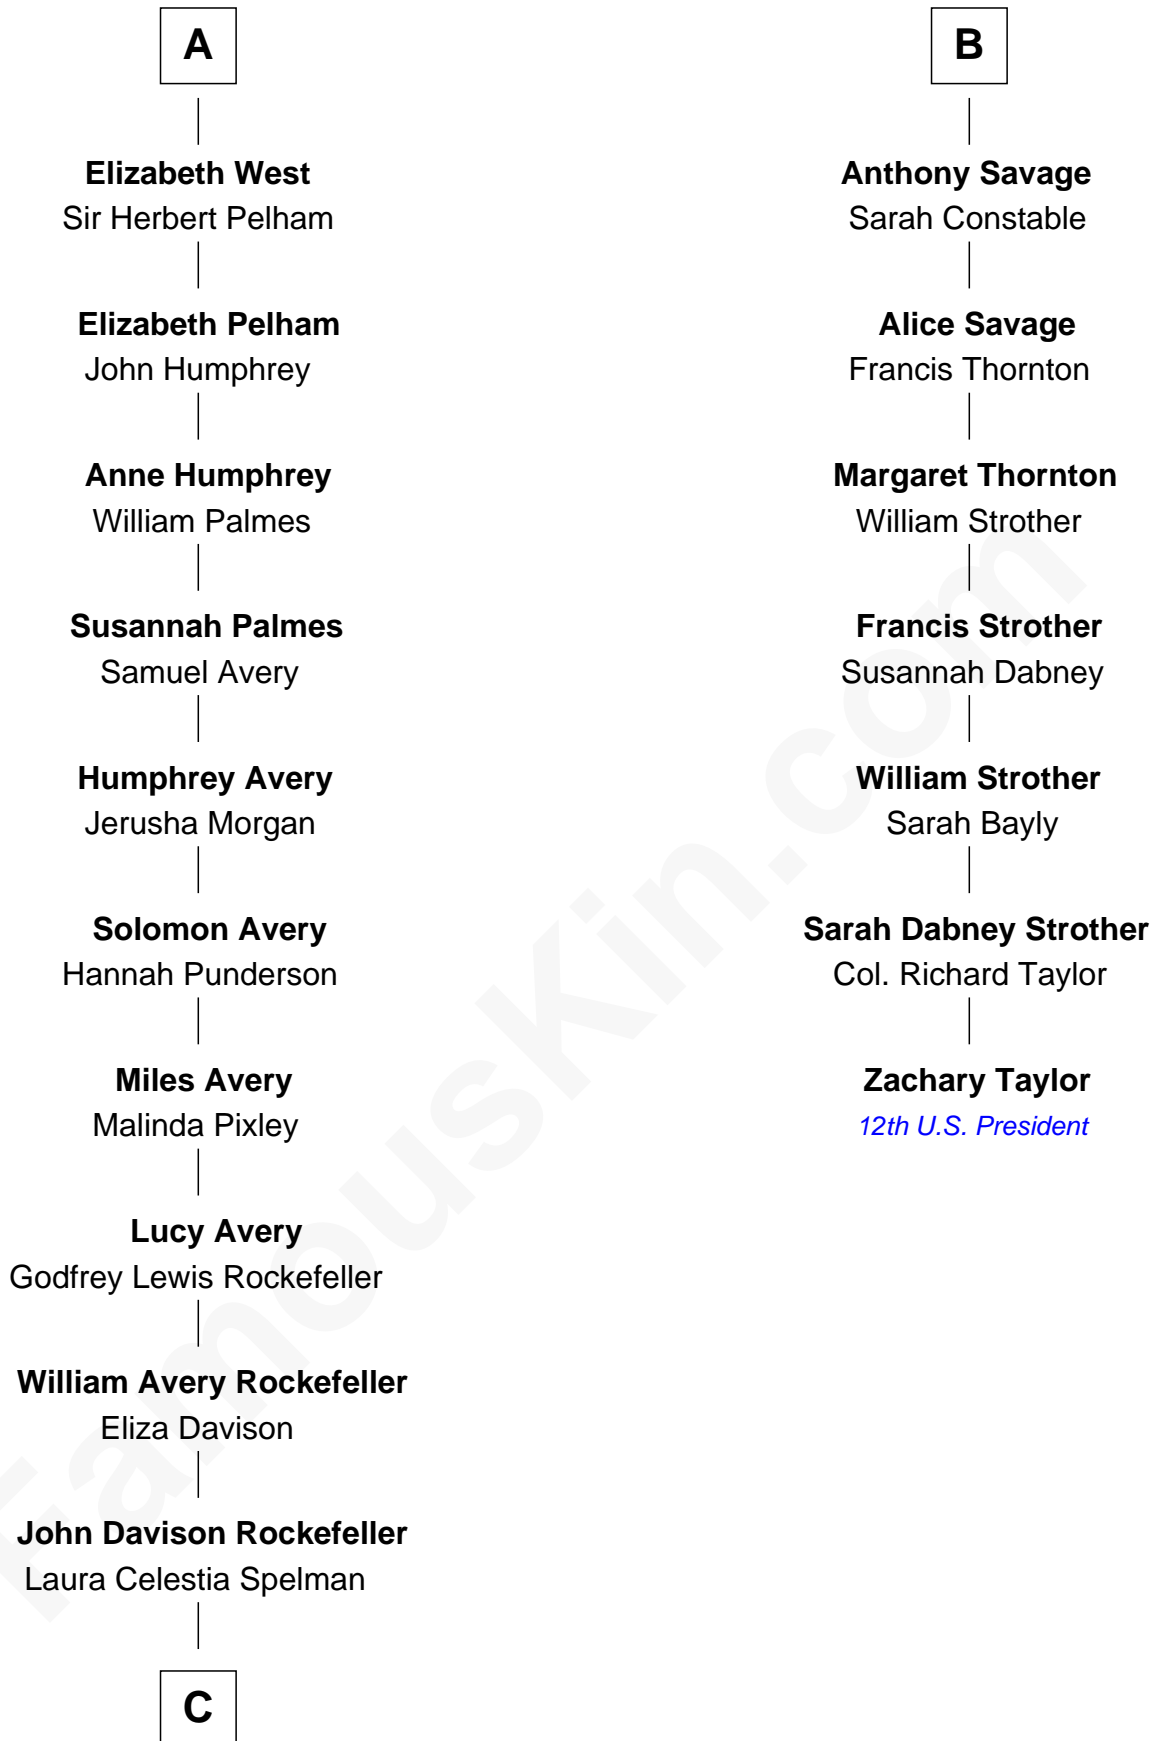 A
Elizabeth West
Sir Herbert Pelham
Elizabeth Pelham
John Humphrey
Anne Humphrey
William Palmes
Susannah Palmes
Samuel Avery
Humphrey Avery
Jerusha Morgan
Solomon Avery
Hannah Punderson
Miles Avery
Malinda Pixley
Lucy Avery
Godfrey Lewis Rockefeller
William Avery Rockefeller
Eliza Davison
John Davison Rockefeller
Laura Celestia Spelman
C
B
Anthony Savage
Sarah Constable
Alice Savage
Francis Thornton
Margaret Thornton
William Strother
Francis Strother
Susannah Dabney
William Strother
Sarah Bayly
Sarah Dabney Strother
Col. Richard Taylor
Zachary Taylor
12th U.S. President
FamousKin.com